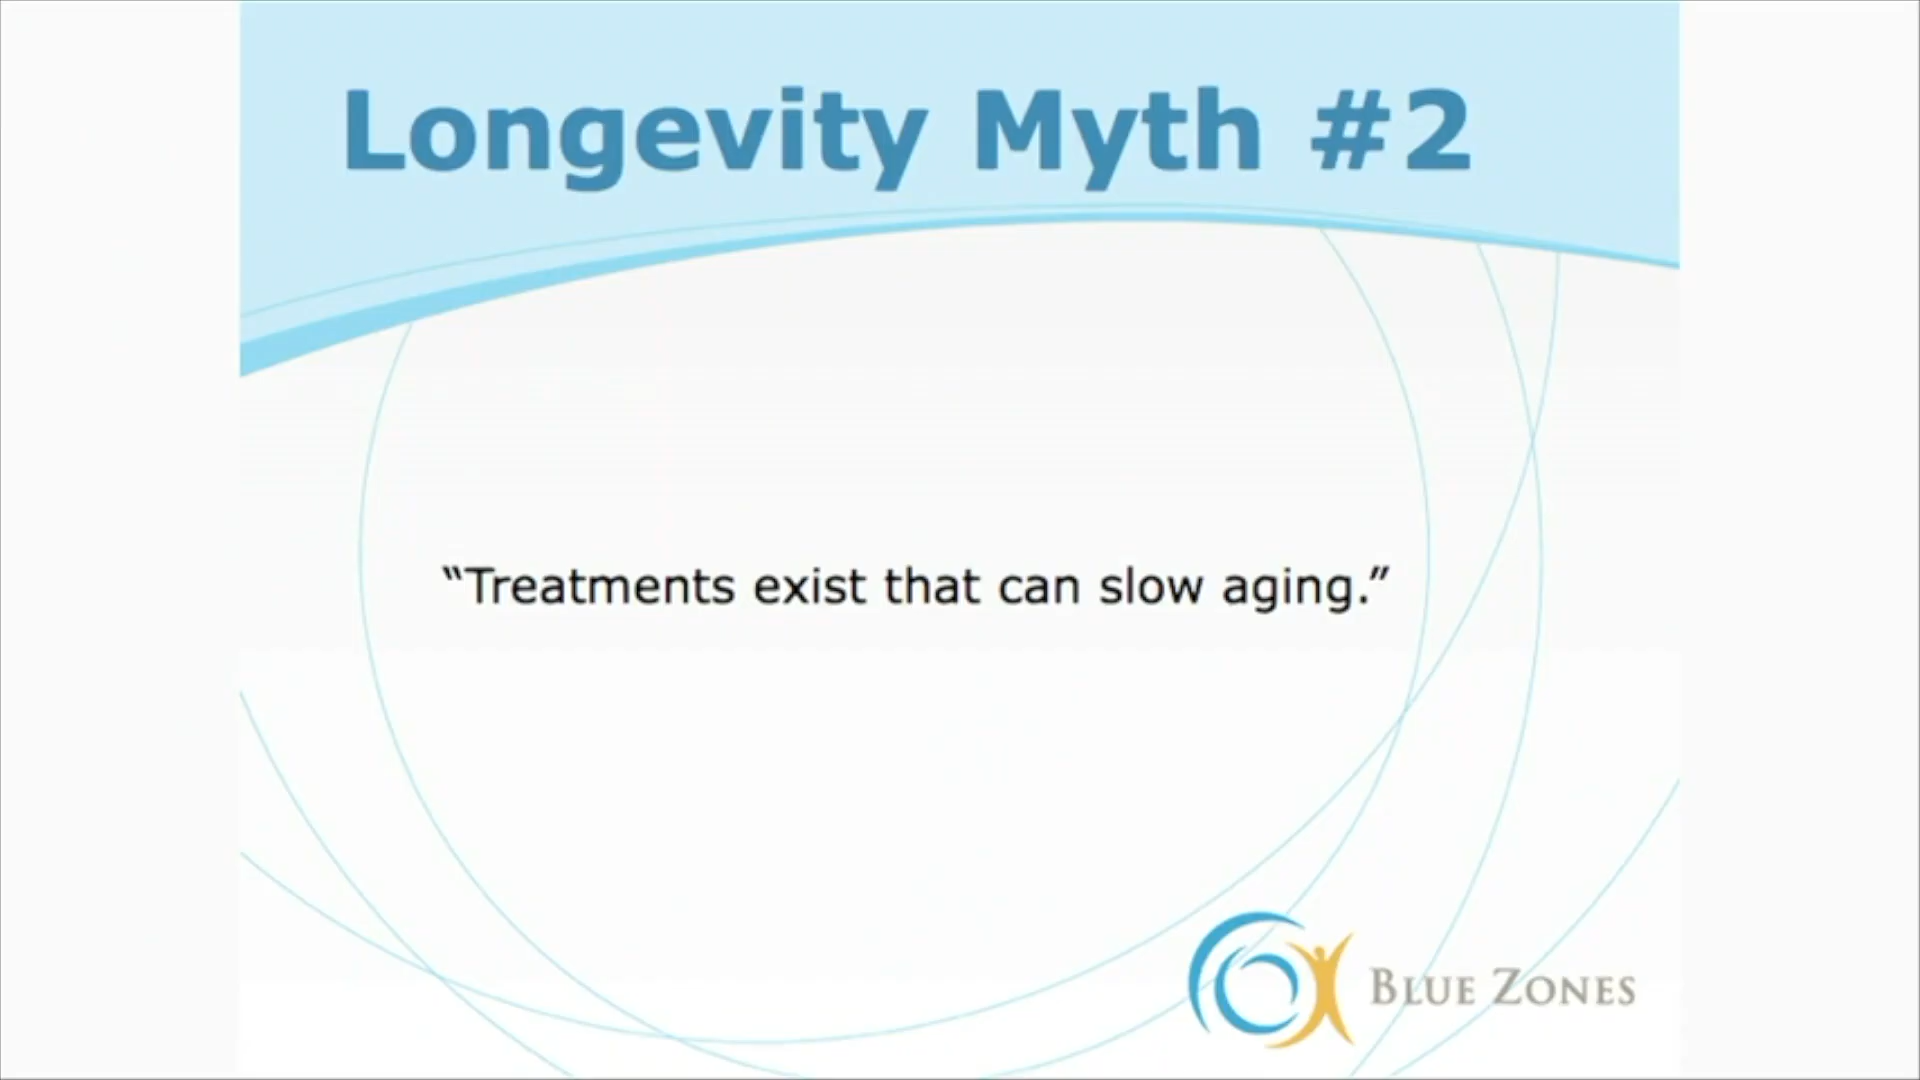 Longevity Myth #2
“Treatments exist that can slow aging.”
BLUE ZONES